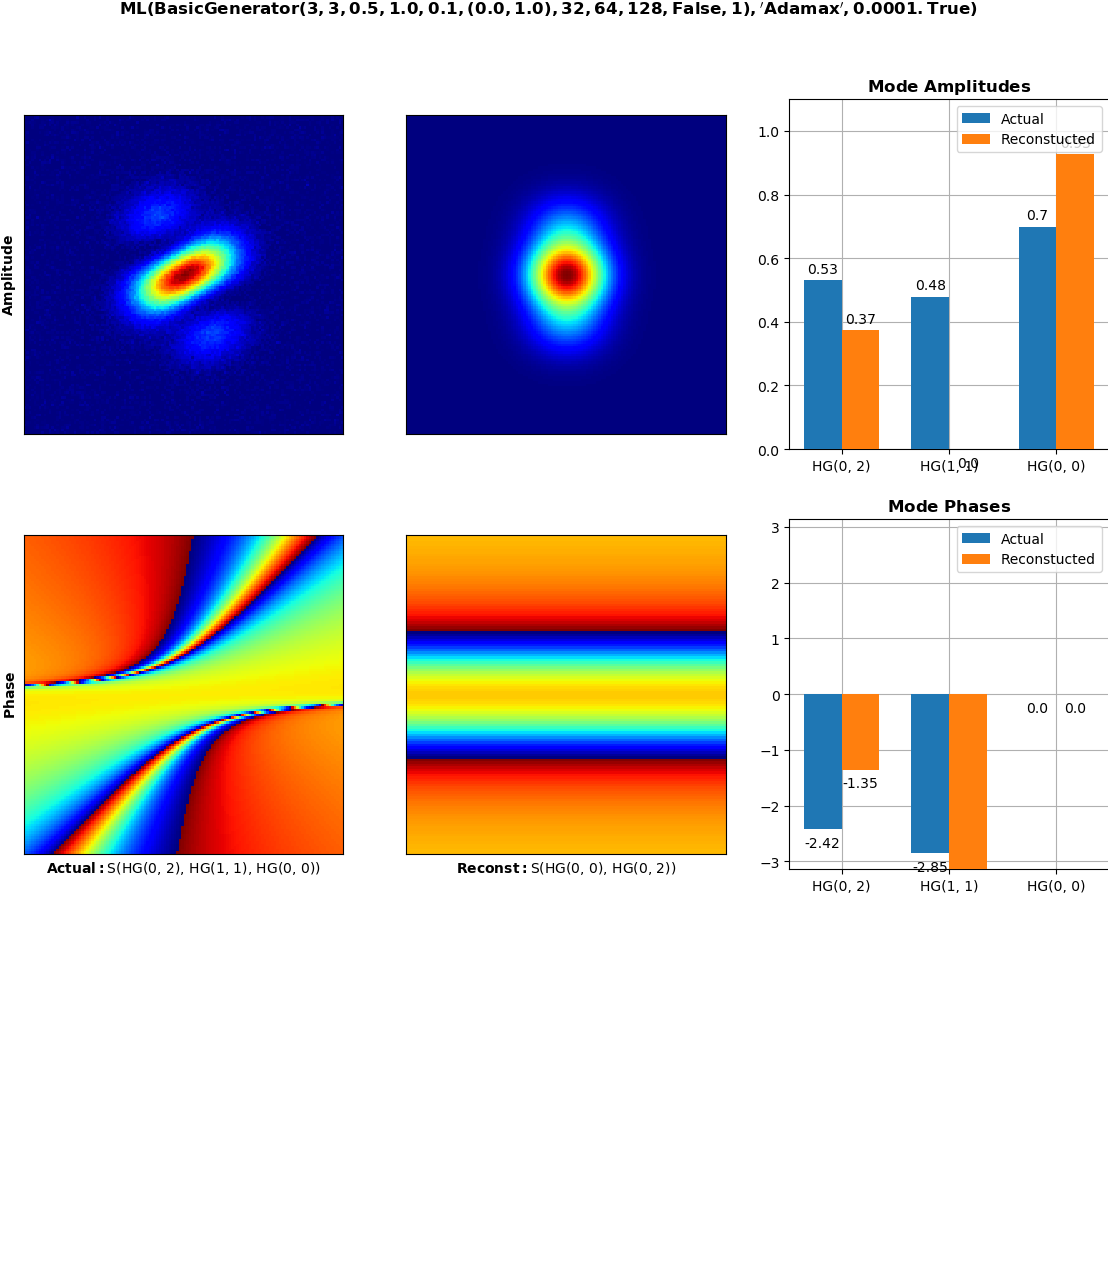 ML(BasicGenerator(3, 3, 0.5, 1.0, 0.1, (0.0, 1.0), 32, 64, 128, False, 1), 'Adamax', 0.0001. True)
Amplitude
Mode Amplitudes
Actual
Reconstucted
1.0
0.8
0.6
0.4
0.2
0.0
0.53
0.37
0.48
0.0
0.7
0.93
HG(0, 2)
HG(1, 1)
HG(0, 0)
Phase
Actual: S(HG(0, 2), HG(1, 1), HG(0, 0))
Reconst: S(HG(0, 0), HG(0, 2))
Mode Phases
Actual
Reconstucted
3
2
1
0
−1
−2
−3
-2.42
-1.35
-2.85
0.0
0.0
HG(0, 2)
HG(1, 1)
HG(0, 0)